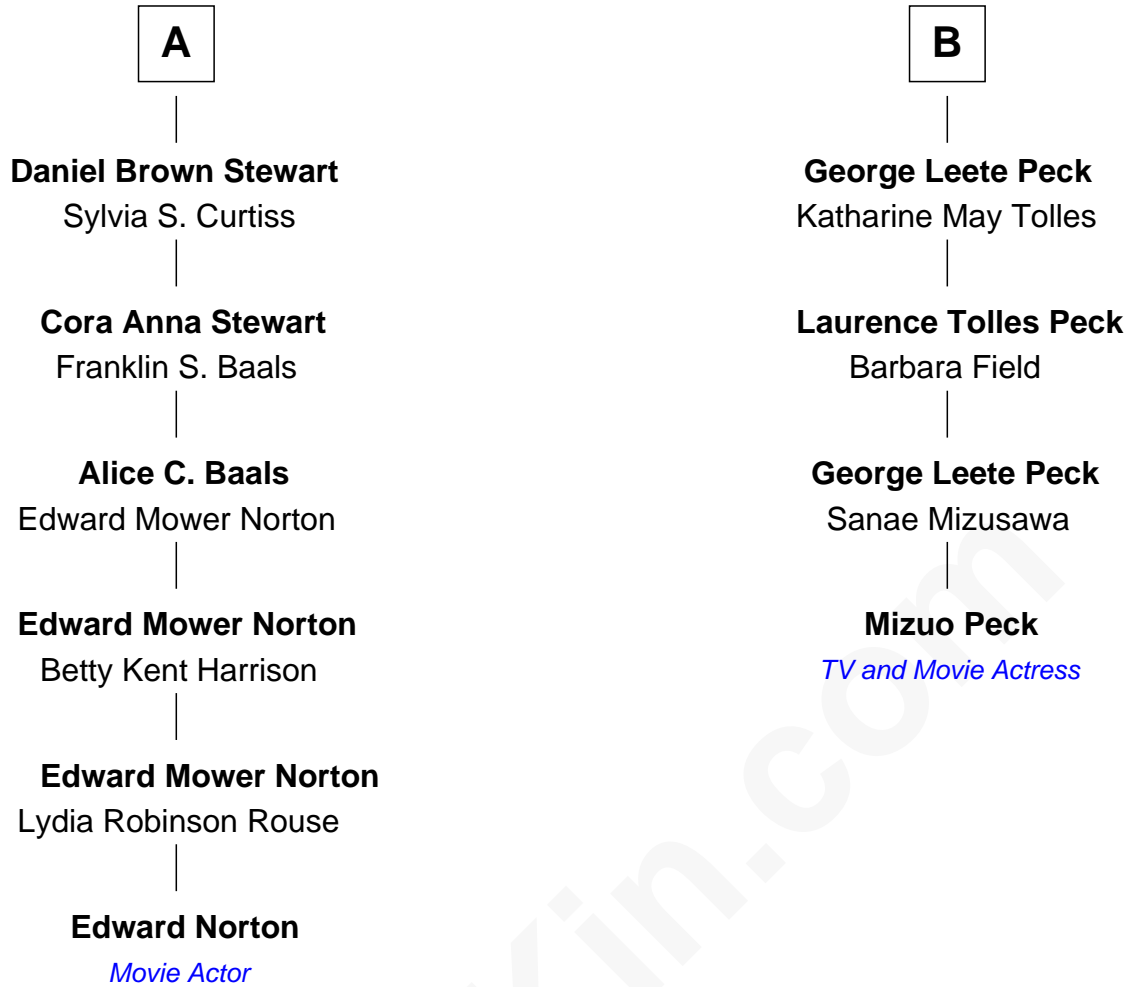 A
Daniel Brown Stewart
Sylvia S. Curtiss
Cora Anna Stewart
Franklin S. Baals
Alice C. Baals
Edward Mower Norton
Edward Mower Norton
Betty Kent Harrison
Edward Mower Norton
Lydia Robinson Rouse
Edward Norton
Movie Actor
B
George Leete Peck
Katharine May Tolles
Laurence Tolles Peck
Barbara Field
George Leete Peck
Sanae Mizusawa
Mizuo Peck
TV and Movie Actress
Kin.com